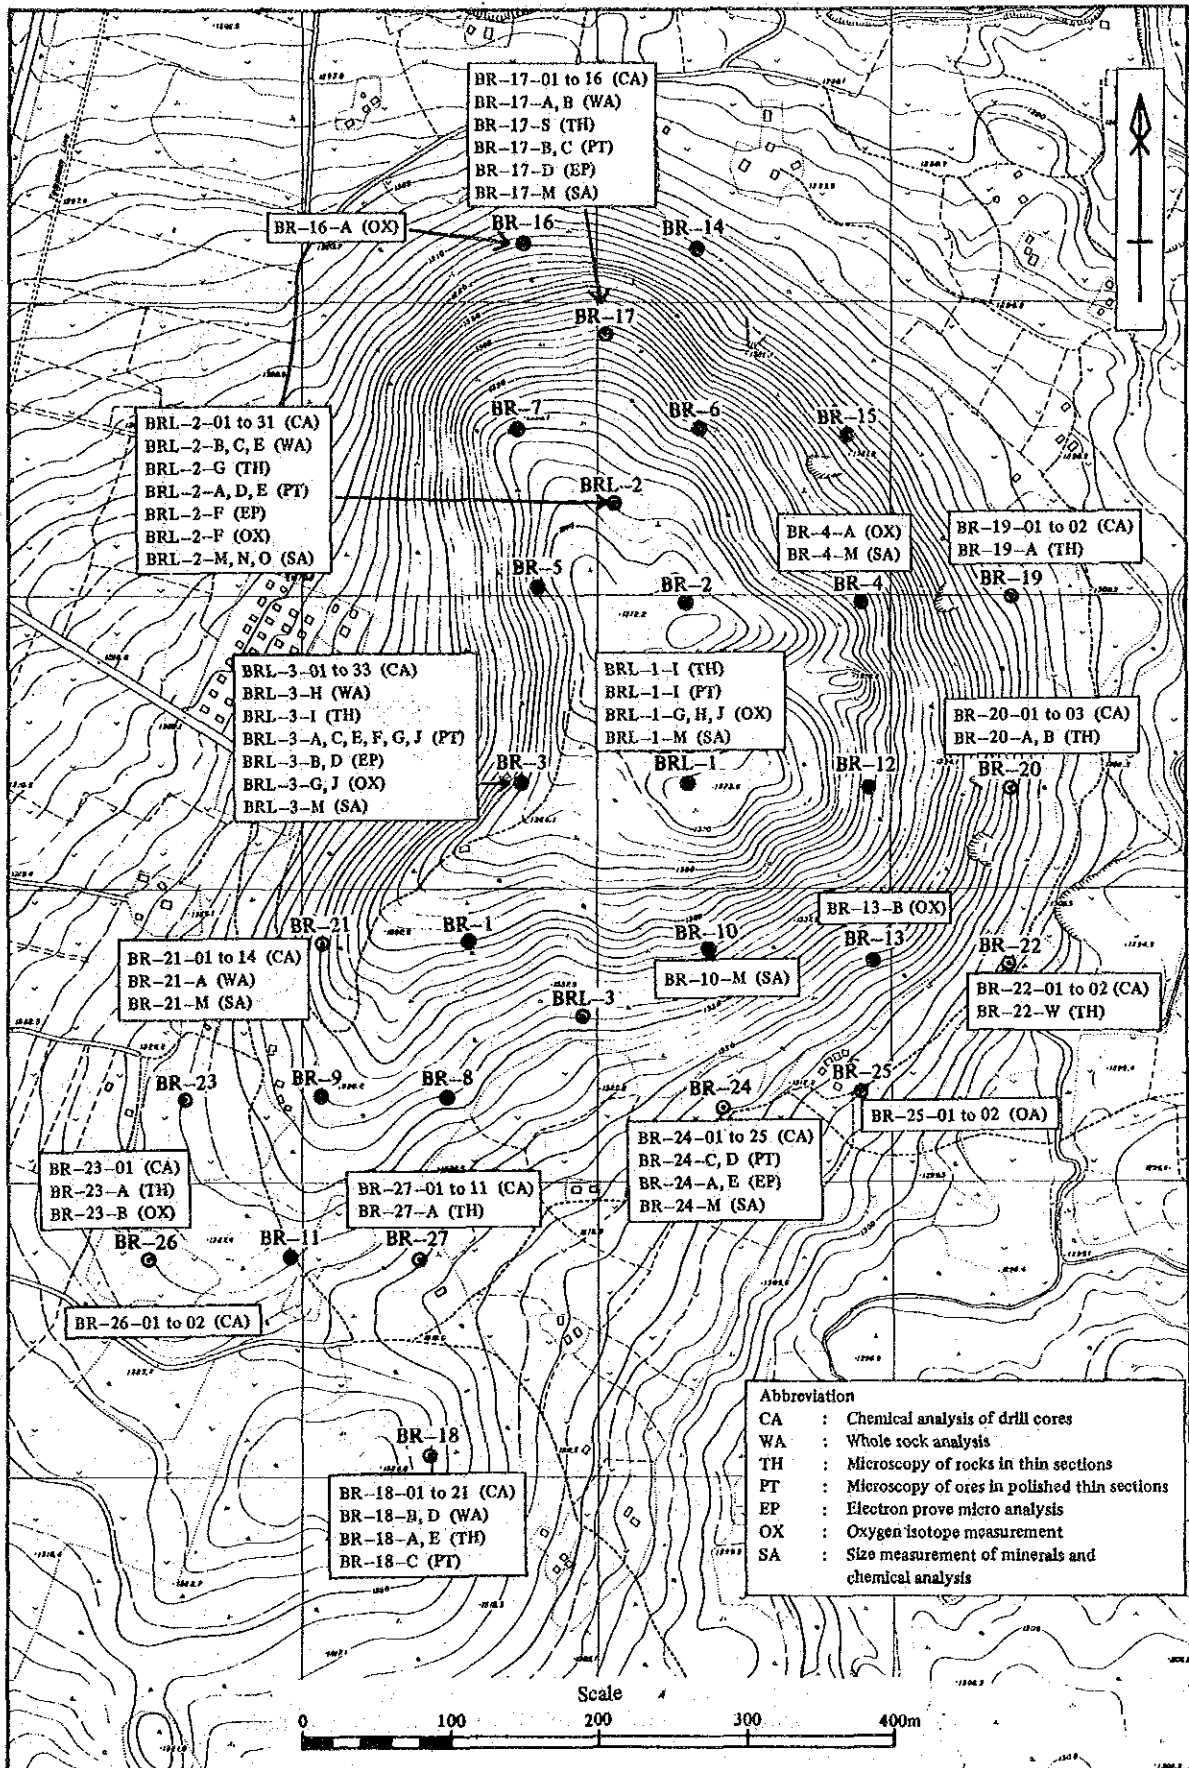 BR-17-01 to 16 (CA)
BR-17-A, B (WA)
BR-17-S (TH)
BR-17-B, C (PT)
BR-17-D (EP)
BR-17-M (SA)
BR-16-A (OX)
BR-16
BR-14
BR-17
BR-7
BR-6
BR-15
BRL-2-01 to 31 (CA)
BRL-2-B, C, E (WA)
BRL-2-G (TH)
BRL-2-A, D, E (PT)
BRL-2-F (EP)
BRL-2-F (OX)
BRL-2-M, N, O (SA)
BRL-2
BR-4-A (OX)
BR-4-M (SA)
BR-19-01 to 02 (CA)
BR-19-A (TH)
BR-5
BR-2
BR-4
BR-19
BRL-3-01 to 33 (CA)
BRL-3-H (WA)
BRL-3-I (TH)
BRL-3-A, C, E, F, G, J (PT)
BRL-3-B, D (EP)
BRL-3-G, J (OX)
BRL-3-M (SA)
BRL-1-I (TH)
BRL-1-I (PT)
BRL-1-G, H, J (OX)
BRL-1-M (SA)
BR-20-01 to 03 (CA)
BR-20-A, B (TH)
BR-3
BRL-1
BR-12
BR-20
BR-13-B (OX)
BR-21
BR-1
BR-10
BR-13
BR-22
BR-21-01 to 14 (CA)
BR-21-A (WA)
BR-21-M (SA)
BR-10-M (SA)
BR-22-01 to 02 (CA)
BR-22-W (TH)
BRL-3
BR-23
BR-9
BR-8
BR-24
BR-25
BR-25-01 to 02 (OA)
BR-24-01 to 25 (CA)
BR-24-C, D (PT)
BR-24-A, E (EP)
BR-24-M (SA)
BR-23-01 (CA)
BR-23-A (TH)
BR-23-B (OX)
BR-27-01 to 11 (CA)
BR-27-A (TH)
BR-26
BR-11
BR-27
BR-26-01 to 02 (CA)
BR-18
BR-18-01 to 21 (CA)
BR-18-B, D (WA)
BR-18-A, E (TH)
BR-18-C (PT)
Abbreviation
CA : Chemical analysis of drill cores
WA : Whole rock analysis
TH : Microscopy of rocks in thin sections
PT : Microscopy of ores in polished thin sections
EP : Electron prove micro analysis
OX : Oxygen isotope measurement
SA : Size measurement of minerals and
chemical analysis
Scale
0 100 200 300 400m